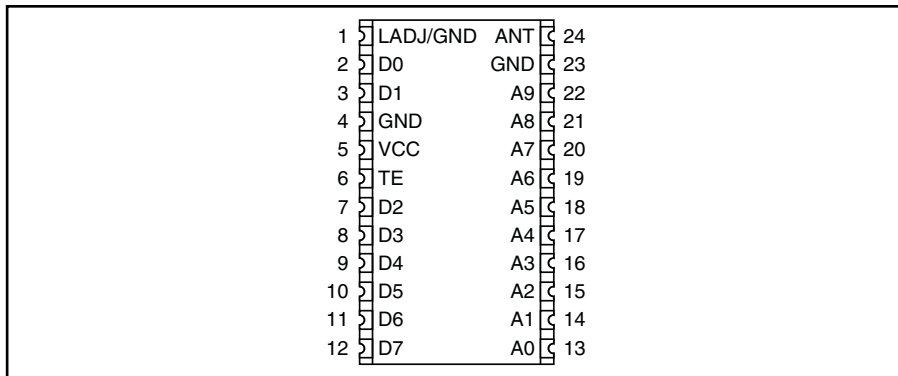 1 LADJ/GND ANT 24
2 D0 GND 23
3 D1 A9 22
4 GND A8 21
5 VCC A7 20
6 TE A6 19
7 D2 A5 18
8 D3 A4 17
9 D4 A3 16
10 D5 A2 15
11 D6 A1 14
12 D7 A0 13